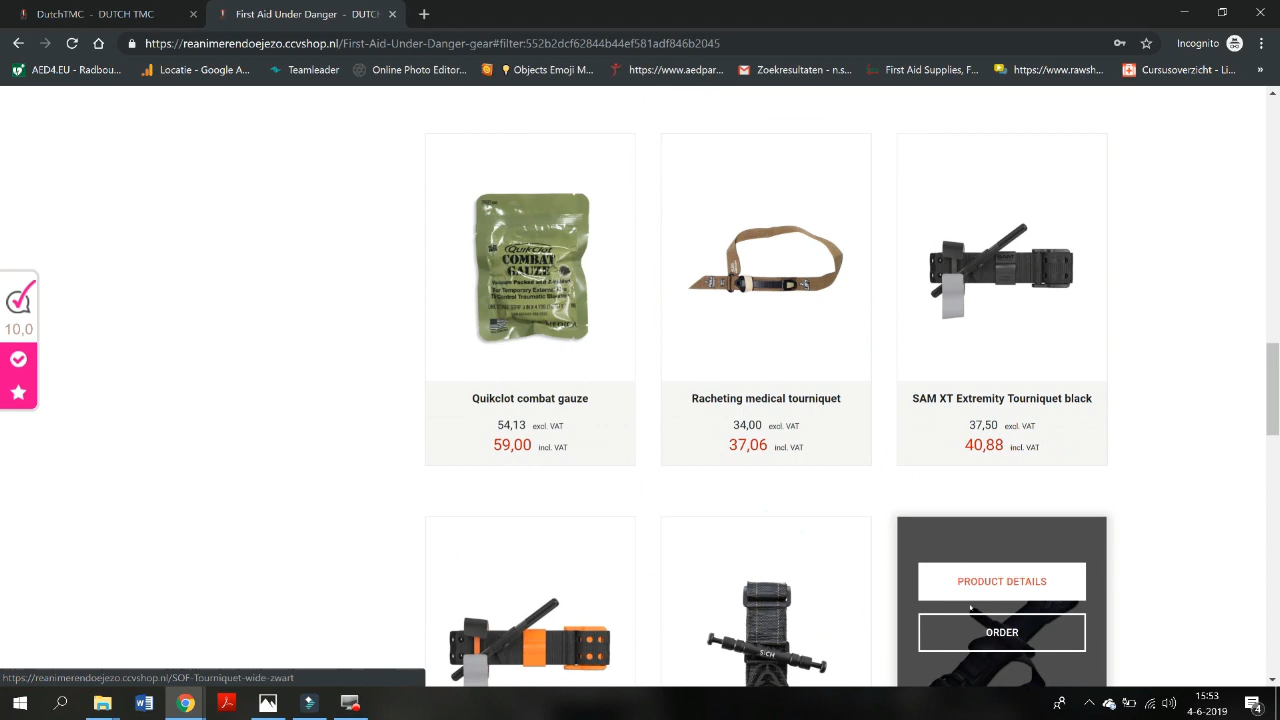 DutchTMC - DUTCH TMC
First Aid Under Danger - DUTCH
https://reanimerendoejezo.ccvshop.nl/First-Aid-Under-Danger-gear#filter:552b2dcf62844b44ef581adf846b2045
Incognito
AED4.EU - Radbou...
Locatie - Google A...
Teamleader
Online Photo Editor...
Objects Emoji M...
https://www.aedpar...
Zoekresultaten - n.s...
First Aid Supplies, F...
https://www.rawsh...
Cursusoverzicht - Li...
»
10,0
QuikClot
COMBAT
GAUZE
Quikclot combat gauze
54,13 excl. VAT
59,00 incl. VAT
Racheting medical tourniquet
34,00 excl. VAT
37,06 incl. VAT
SAM XT Extremity Tourniquet black
37,50 excl. VAT
40,88 incl. VAT
SICH
PRODUCT DETAILS
ORDER
https://reanimerendoejezo.ccvshop.nl/SOF-Tourniquet-wide-zwart
15:53
4-6-2019